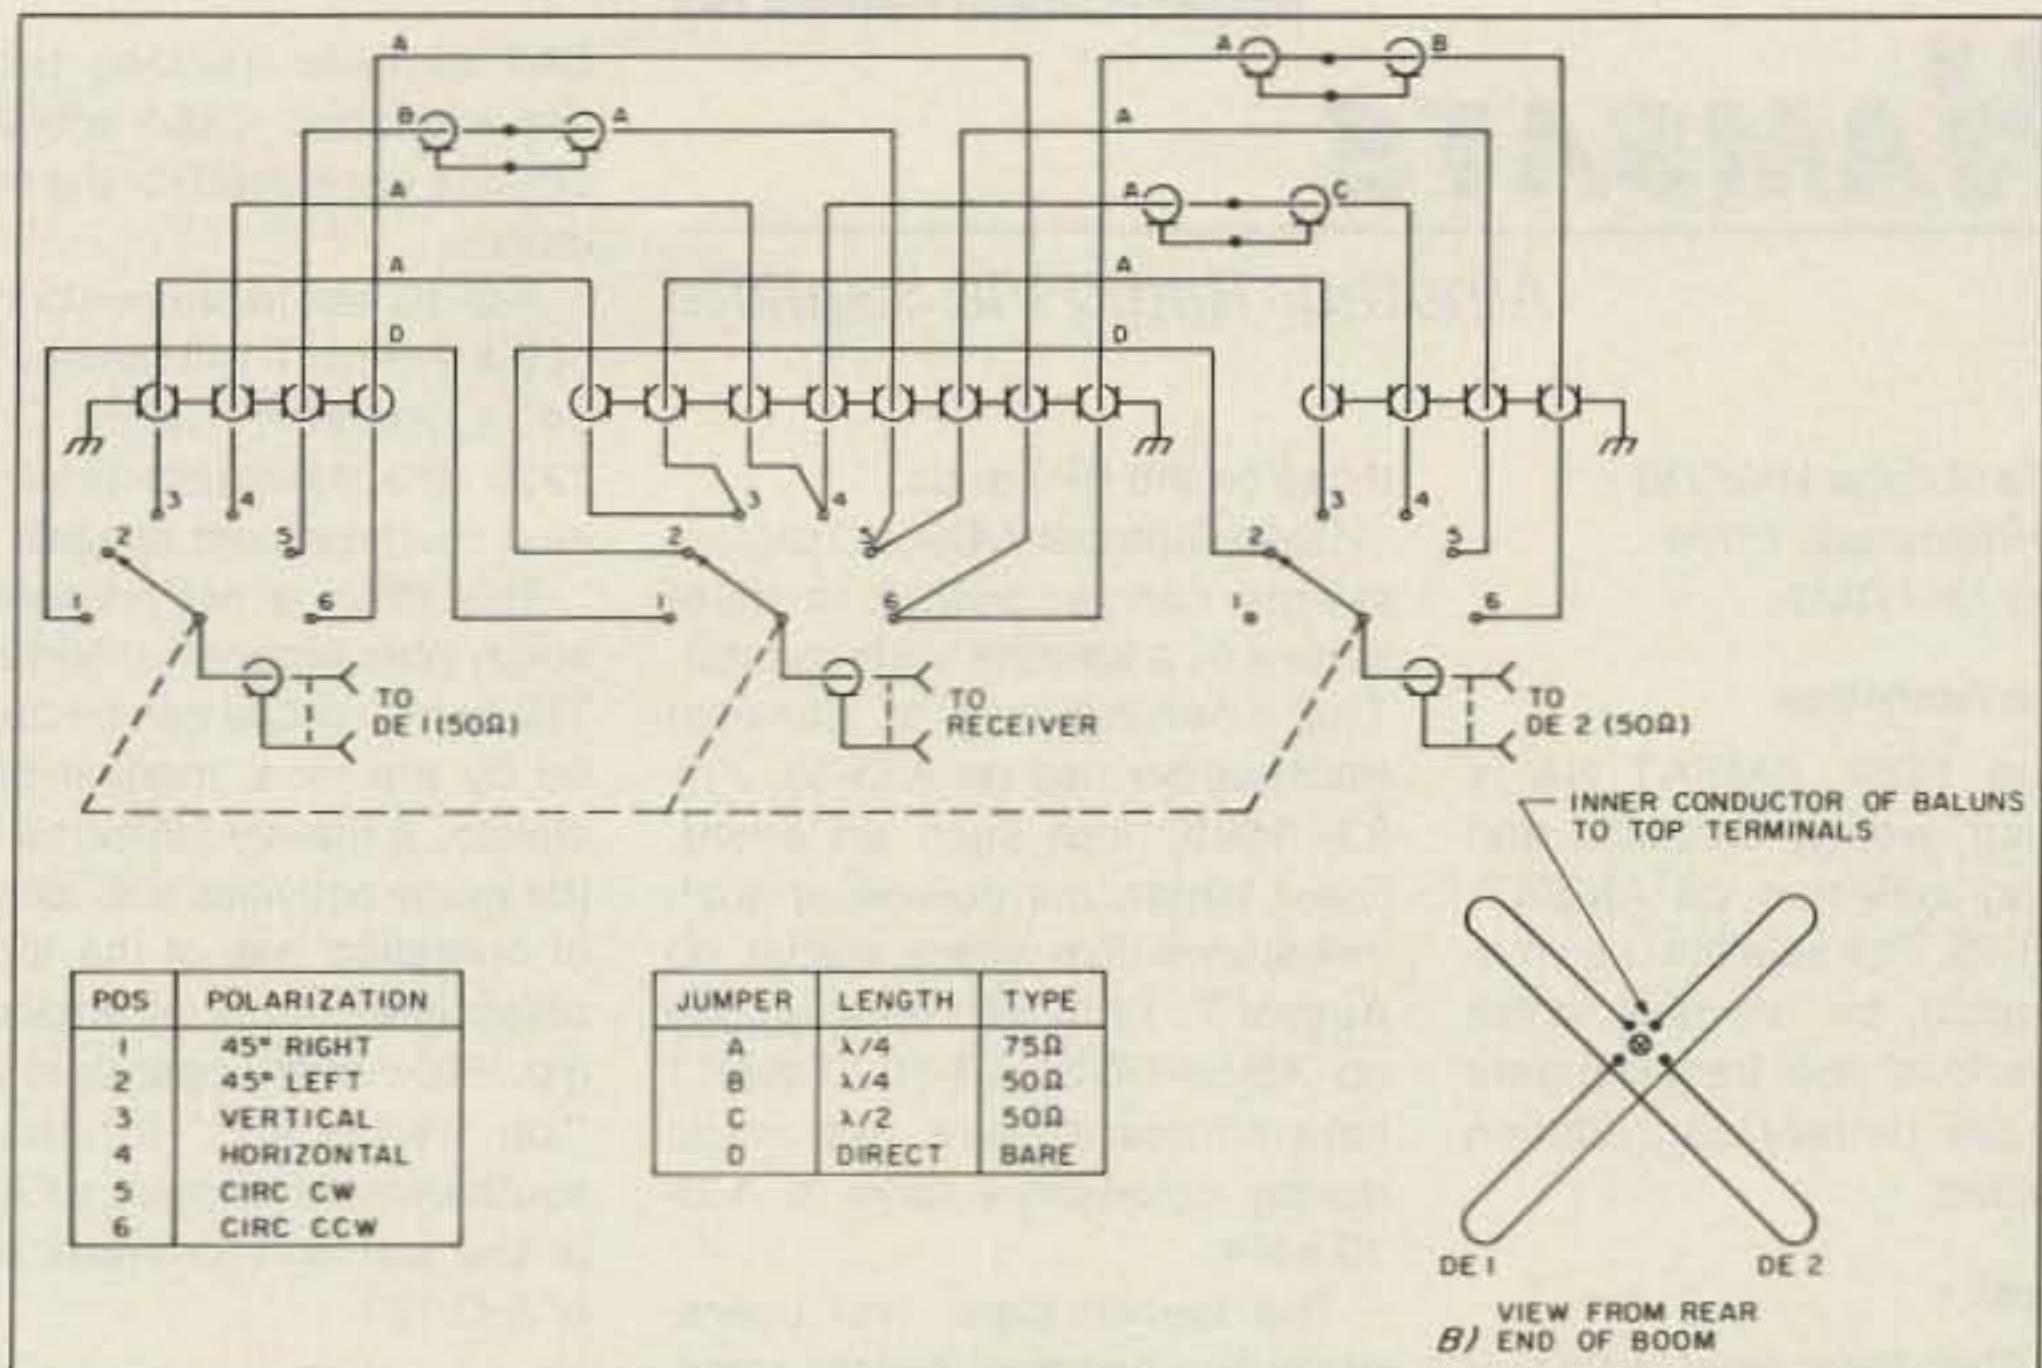 A
A
B
B
A
A
A
A
C
A
A
D
D
3
4
2
5
1
6
3
4
2
5
1
6
3
4
2
5
1
6
TO
DE 1 (50Ω)
TO
RECEIVER
TO
DE 2 (50Ω)
INNER CONDUCTOR OF BALUNS
TO TOP TERMINALS
POS POLARIZATION
1 45° RIGHT
2 45° LEFT
3 VERTICAL
4 HORIZONTAL
5 CIRC CW
6 CIRC CCW
JUMPER LENGTH TYPE
A λ/4 75Ω
B λ/4 50Ω
C λ/2 50Ω
D DIRECT BARE
DE 1
DE 2
VIEW FROM REAR
B) END OF BOOM